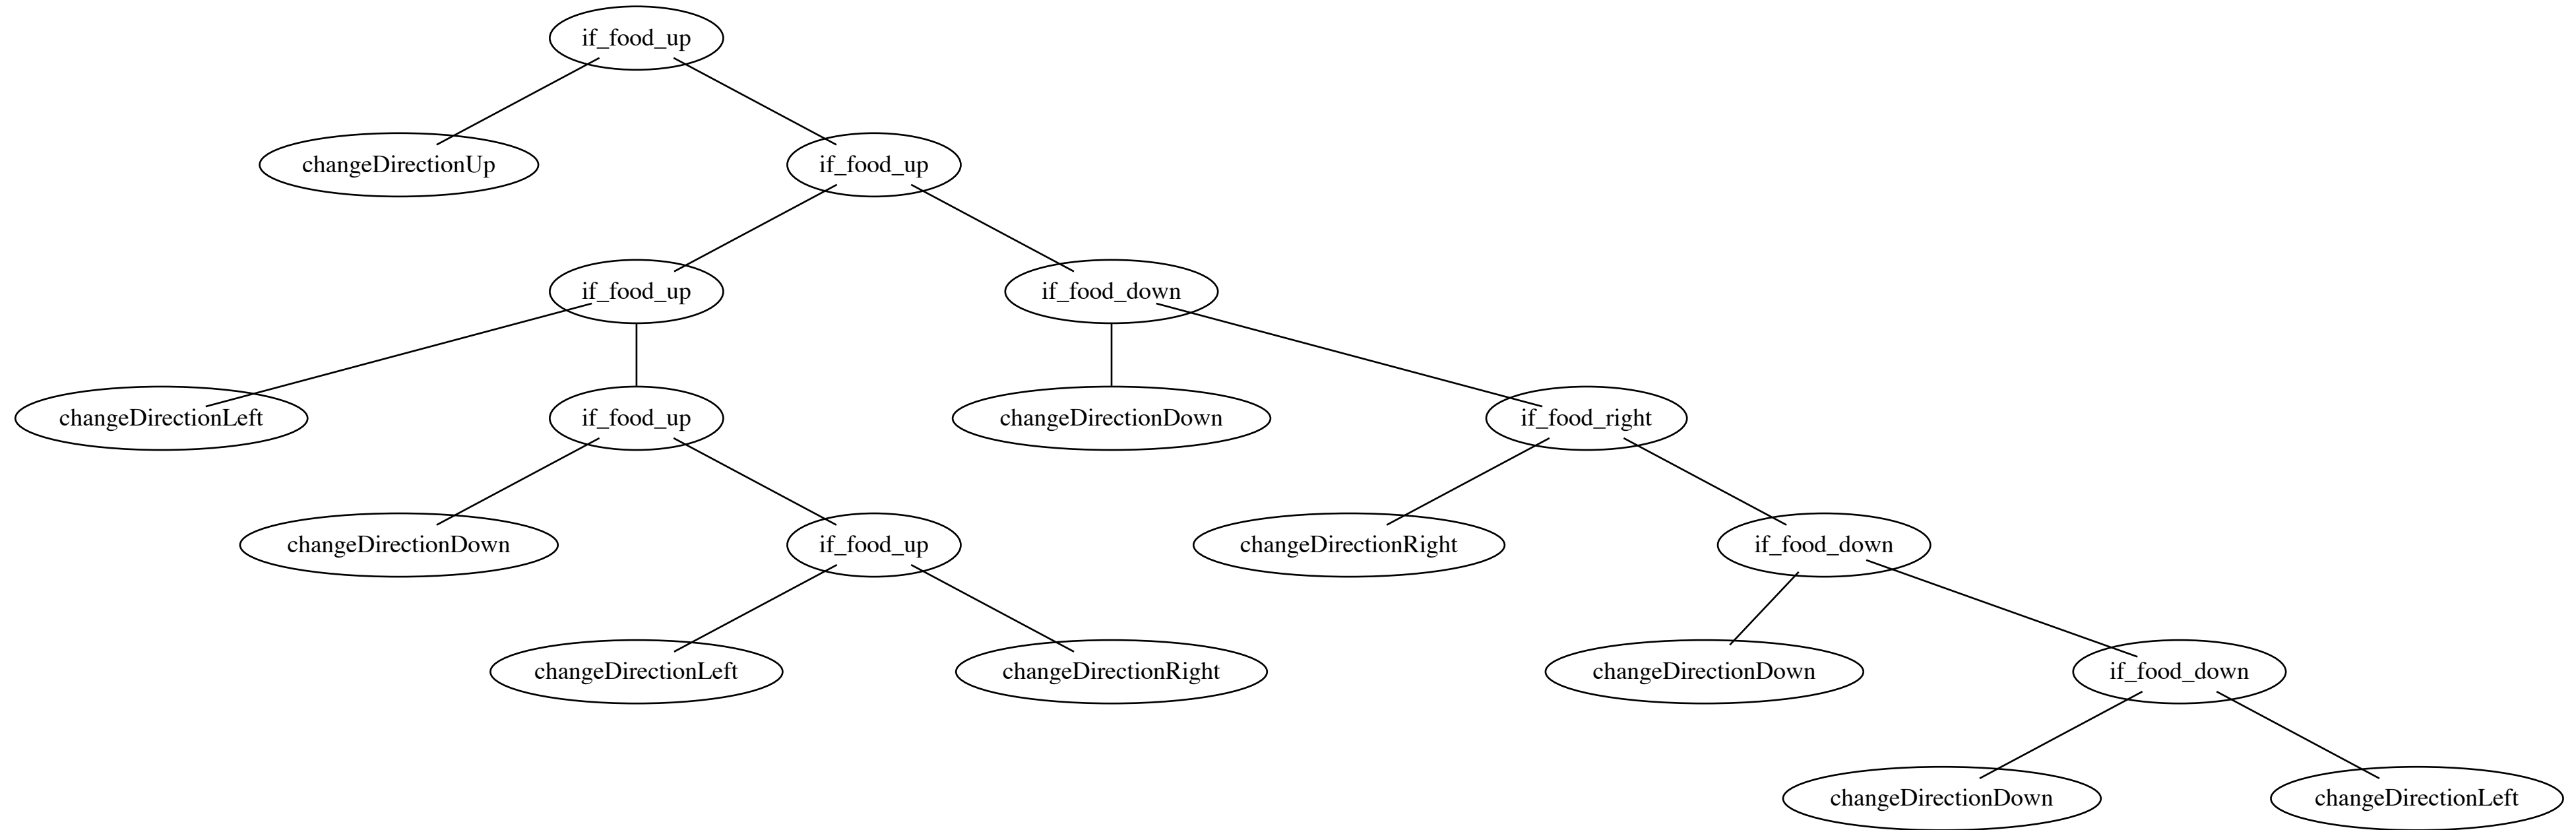 if_food_up
changeDirectionUp
if_food_up
if_food_up
if_food_down
changeDirectionLeft
if_food_up
changeDirectionDown
if_food_right
changeDirectionDown
if_food_up
changeDirectionRight
if_food_down
changeDirectionLeft
changeDirectionRight
changeDirectionDown
if_food_down
changeDirectionDown
changeDirectionLeft